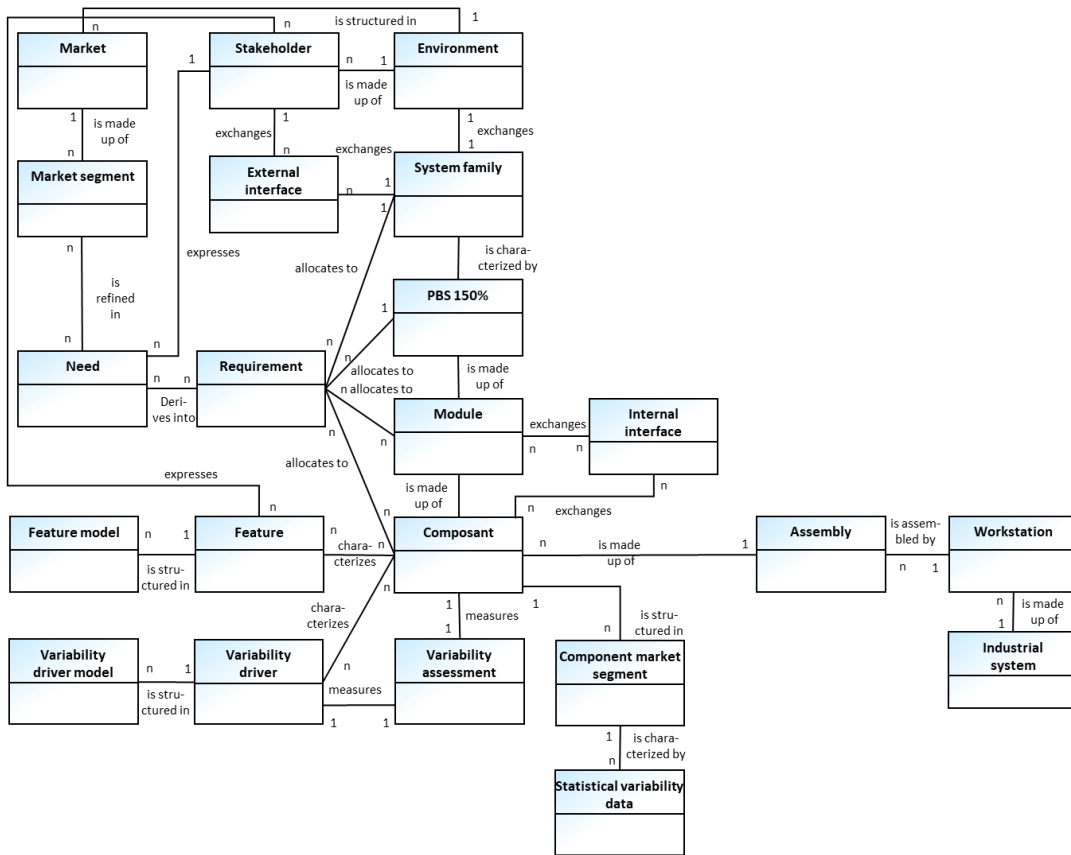 1
n
n
is structured in
Market
Stakeholder
Environment
1
n
1
is made
up of
1
is made
up of
n
1
exchanges
n
1
exchanges
1
exchanges
Market segment
External
interface
System family
n
1
1
n
expresses
is chara-
cterized by
allocates to
is
refined
in
PBS 150%
1
n
n
n
n
allocates to
is made
up of
Need
Requirement
n
n
Deri-
ves into
n allocates to
Module
Internal
interface
exchanges
n
n
n
n
allocates to
is made
up of
expresses
n
n
n
exchanges
n
Feature model
Feature
Composant
Assembly
Workstation
n
1
is stru-
ctured in
n
chara-
cterizes
n
n
is made
up of
1
is assem-
bled by
n
1
n
chara-
cterizes
1
measures
1
1
n
is stru-
ctured in
n
is made
up of
1
Variability
driver model
Variability
driver
Variability
assessment
Component market
segment
Industrial
system
n
1
is stru-
ctured in
n
measures
1
1
1
is chara-
cterized by
n
Statistical variability
data